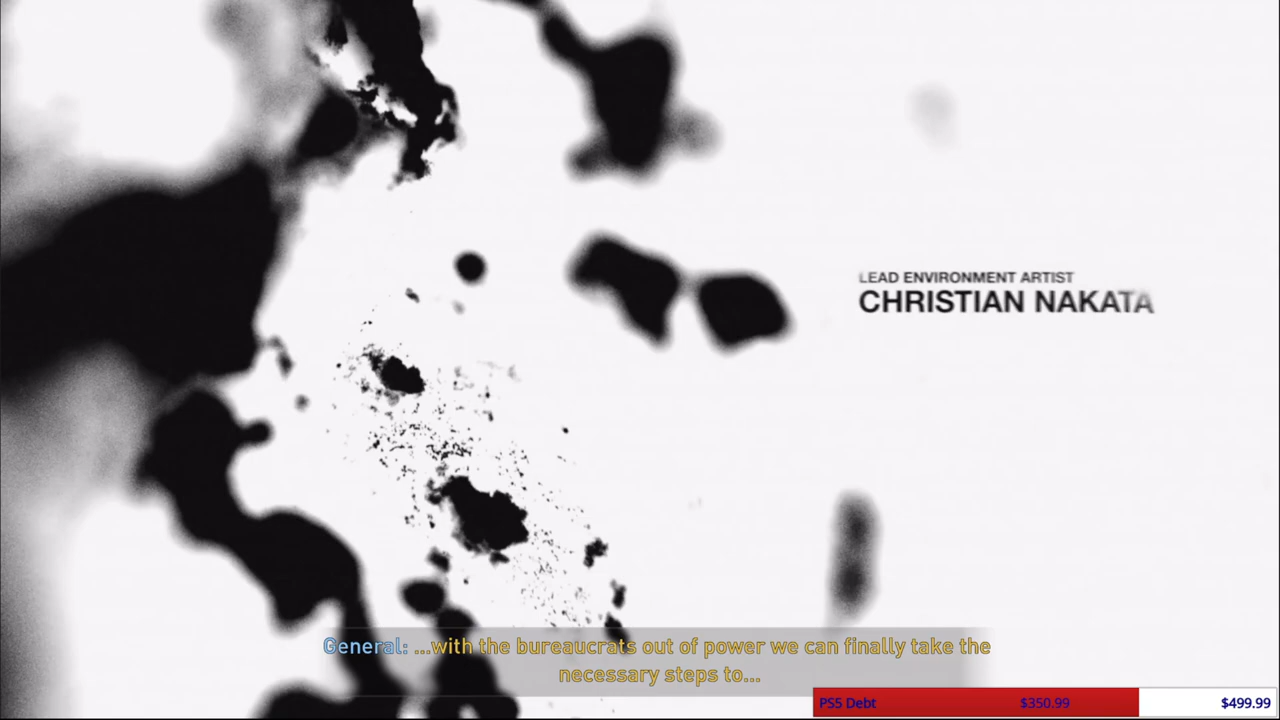 LEAD ENVIRONMENT ARTIST
CHRISTIAN NAKATA
General: ...with the bureaucrats out of power we can finally take the
necessary steps to...
PS5 Debt $350.99 $499.99